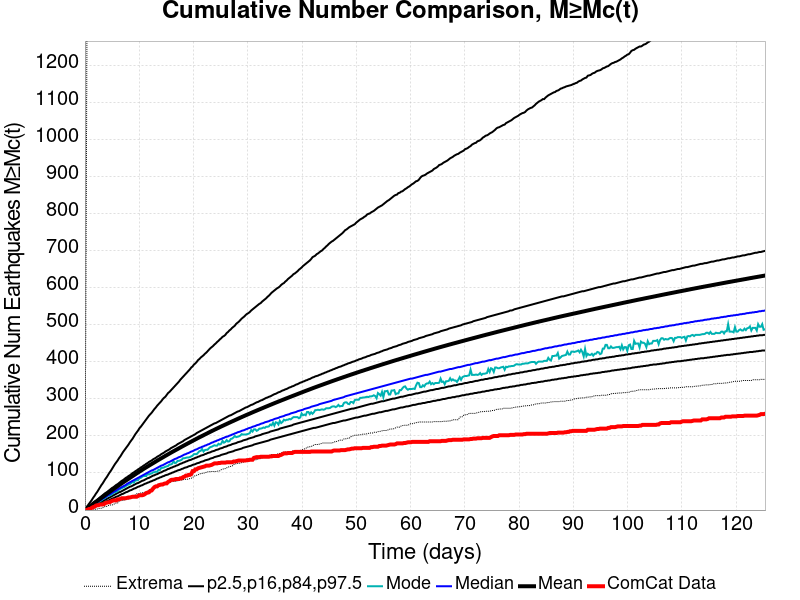 Cumulative Number Comparison, M≥Mc(t)
Cumulative Num Earthquakes M≥Mc(t)
1200
1100
1000
900
800
700
600
500
400
300
200
100
0
0 10 20 30 40 50 60 70 80 90 100 110 120
Time (days)
Extrema p2.5,p16,p84,p97.5 Mode Median Mean ComCat Data